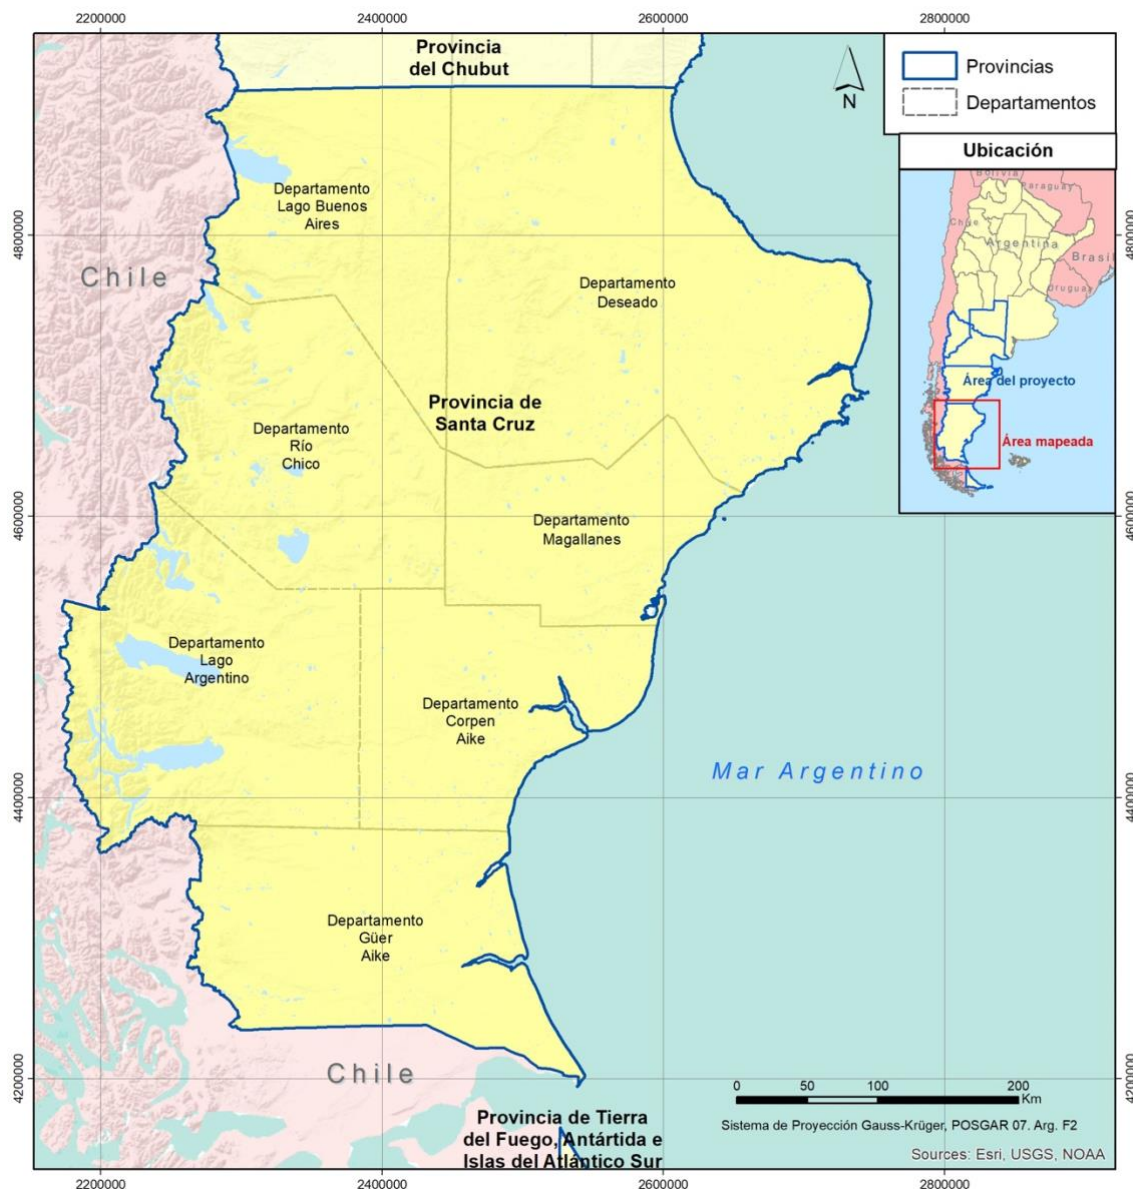 2200000
2400000
2600000
2800000
Provincia
del Chubut
N
Provincias
Departamentos
Ubicación
Bolivia
Paraguay
Chile
Argentina
Brasil
Uruguay
Área del proyecto
Área mapeada
4800000
4800000
Departamento
Lago Buenos
Aires
Chile
Departamento
Deseado
Provincia de
Santa Cruz
Departamento
Río
Chico
4600000
4600000
Departamento
Magallanes
Departamento
Lago
Argentino
Departamento
Corpen
Aike
Mar Argentino
4400000
4400000
Departamento
Güer
Aike
Chile
4200000
4200000
0 50 100 200
Km
Provincia de Tierra
del Fuego, Antártida e
Islas del Atlántico Sur
Sistema de Proyección Gauss-Krüger, POSGAR 07. Arg. F2
Sources: Esri, USGS, NOAA
2200000
2400000
2600000
2800000